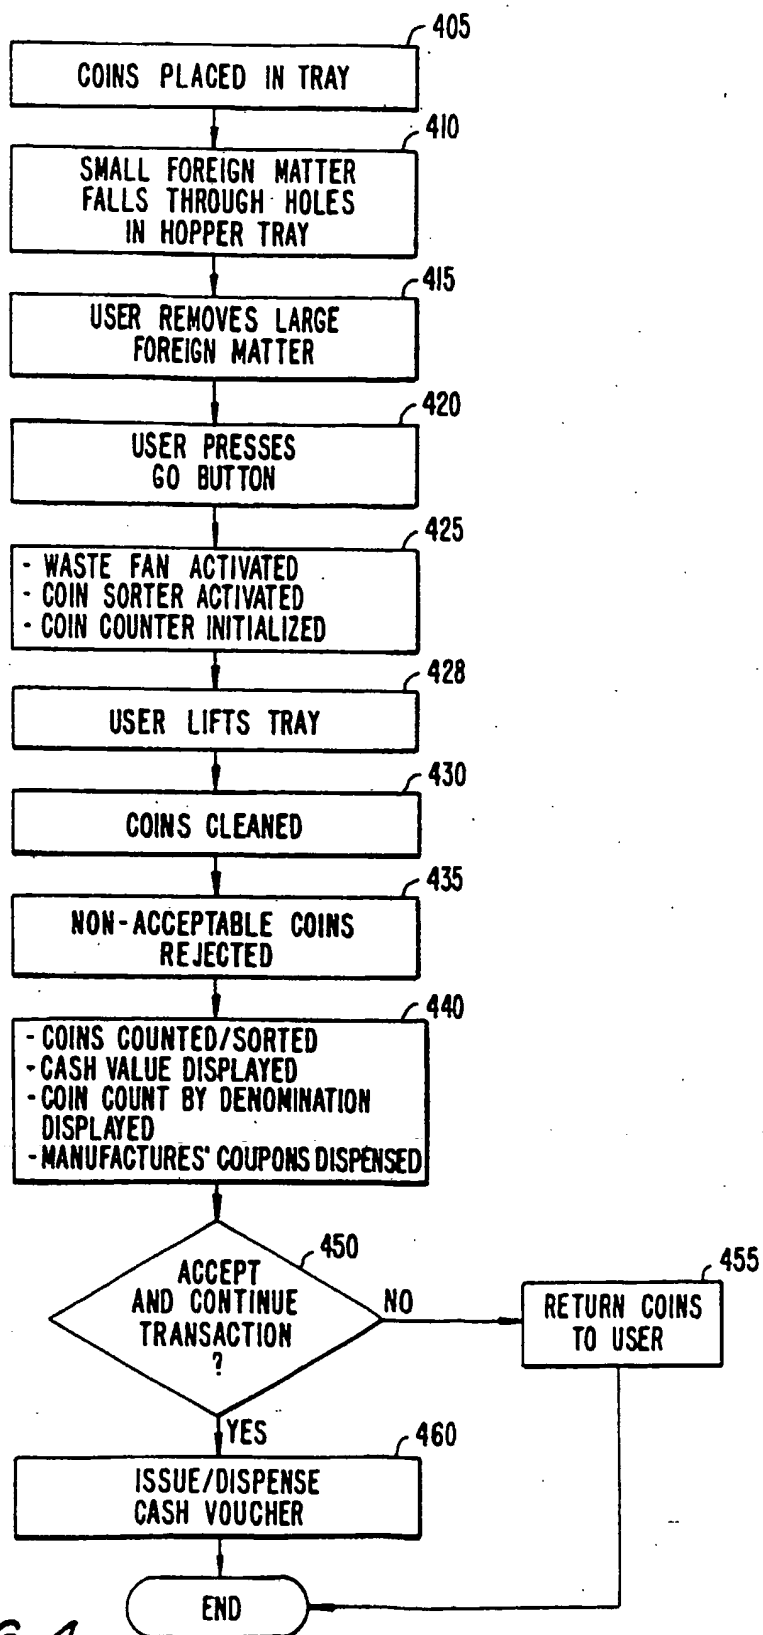 405
COINS PLACED IN TRAY
410
SMALL FOREIGN MATTER
FALLS THROUGH HOLES
IN HOPPER TRAY
415
USER REMOVES LARGE
FOREIGN MATTER
420
USER PRESSES
GO BUTTON
425
- WASTE FAN ACTIVATED
- COIN SORTER ACTIVATED
- COIN COUNTER INITIALIZED
428
USER LIFTS TRAY
430
COINS CLEANED
435
NON-ACCEPTABLE COINS
REJECTED
440
- COINS COUNTED/SORTED
- CASH VALUE DISPLAYED
- COIN COUNT BY DENOMINATION
DISPLAYED
- MANUFACTURES' COUPONS DISPENSED
450
ACCEPT
AND CONTINUE
TRANSACTION
?
NO
455
RETURN COINS
TO USER
YES
460
ISSUE/DISPENSE
CASH VOUCHER
END